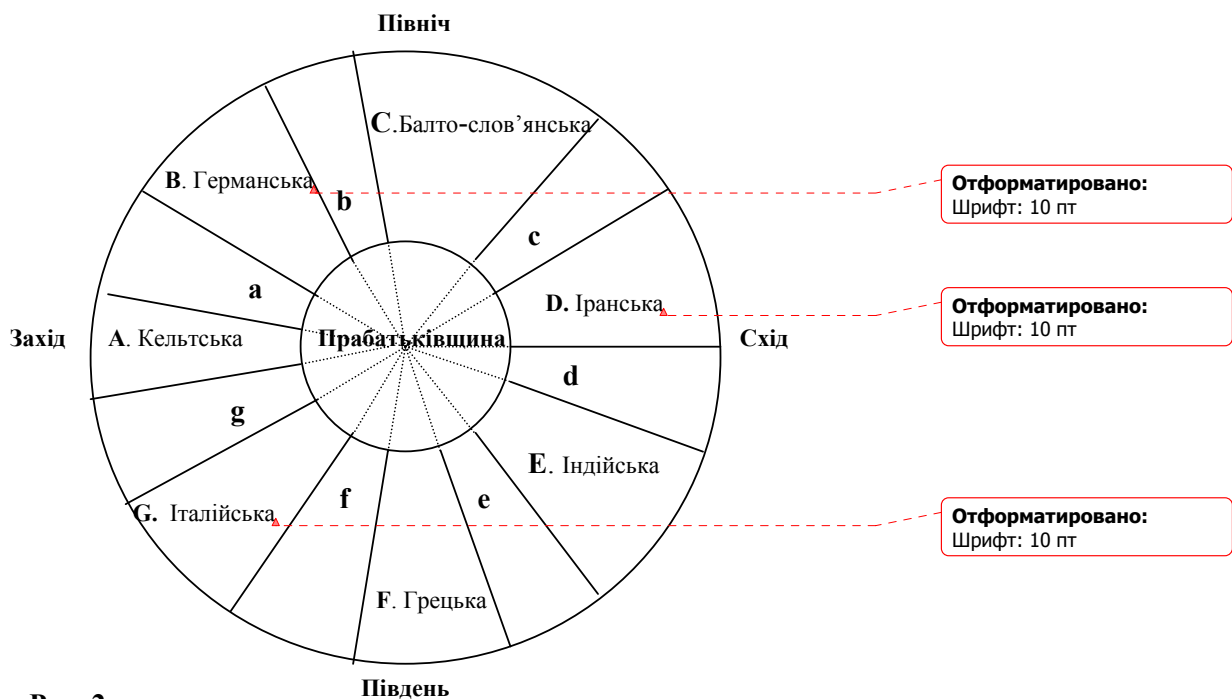 Північ
C.Балто-слов’янська
B. Германська
b
c
a
D. Іранська
Захід
A. Кельтська
Прабатьківщина
Схід
d
g
E. Індійська
G. Італійська
f
e
F. Грецька
Південь
Отформатировано:
Шрифт: 10 пт
Отформатировано:
Шрифт: 10 пт
Отформатировано:
Шрифт: 10 пт